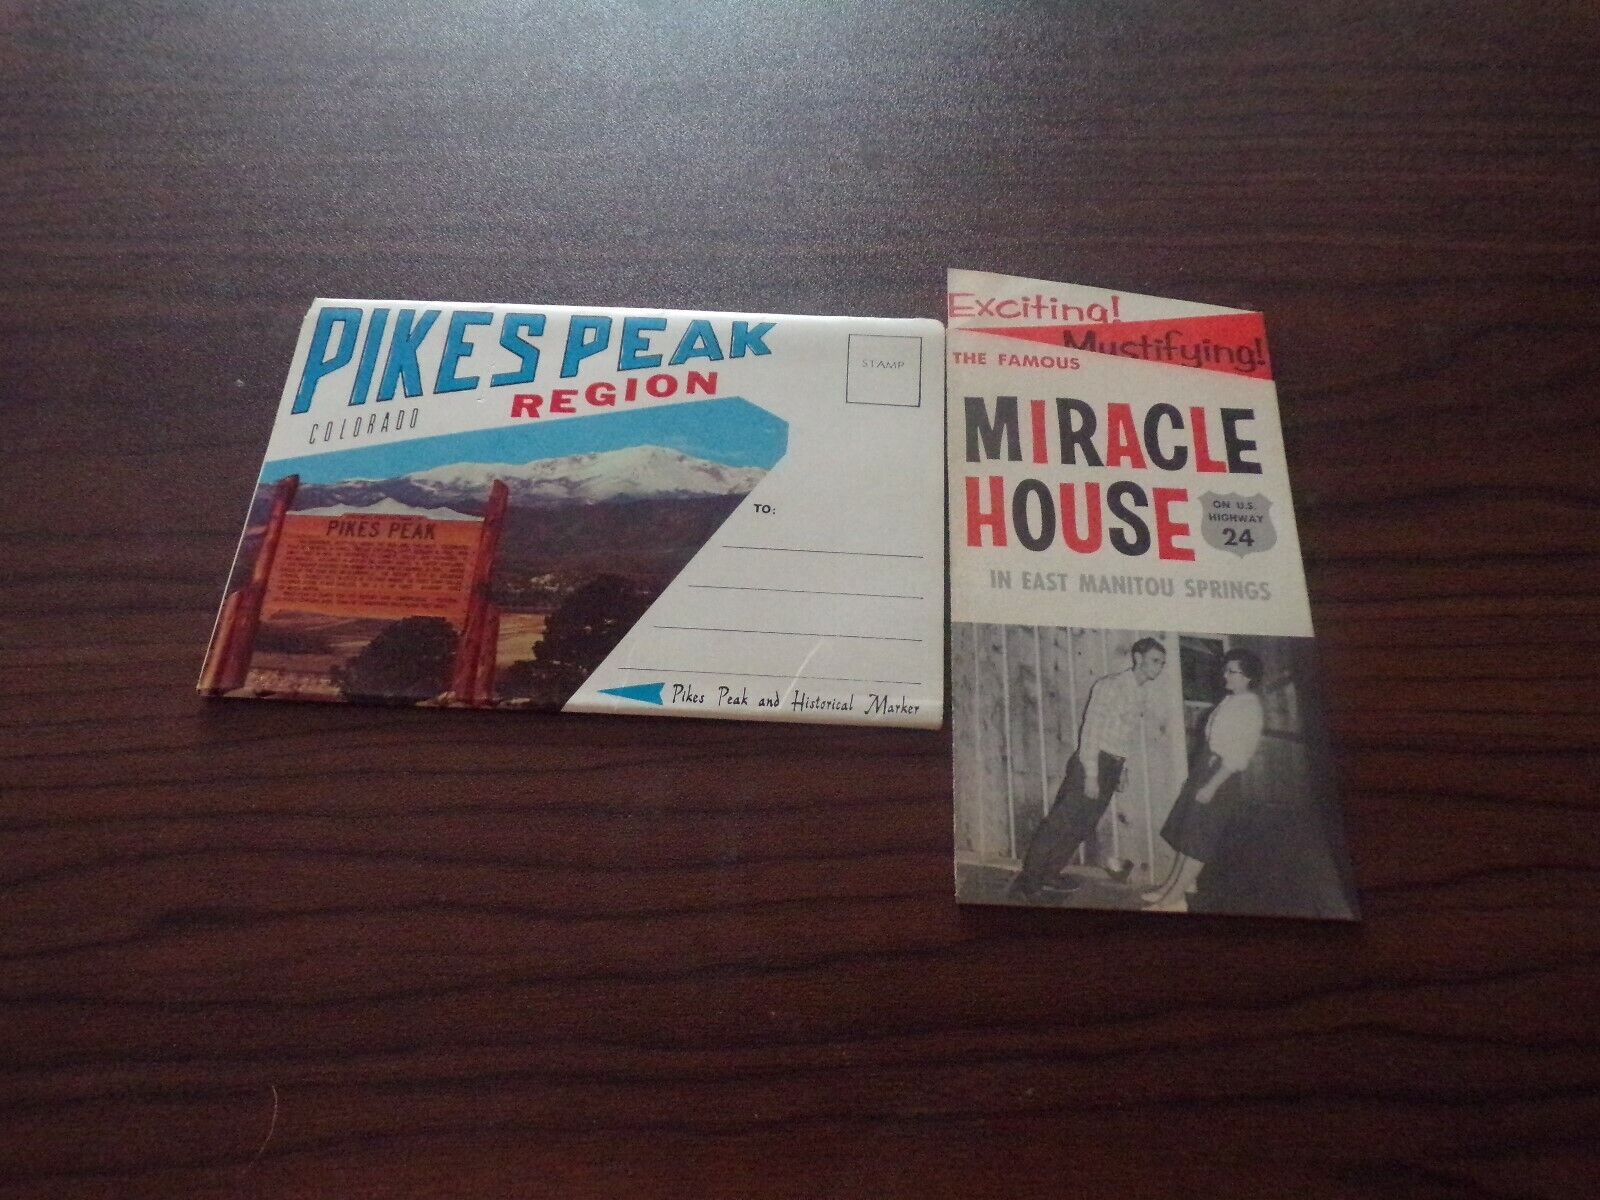 PIKES PEAK
REGION
COLORADO
STAMP
PIKES PEAK
TO:
Pikes Peak and Historical Marker
Exciting!
Mystifying!
THE FAMOUS
MIRACLE
HOUSE
ON U.S.
HIGHWAY
24
IN EAST MANITOU SPRINGS